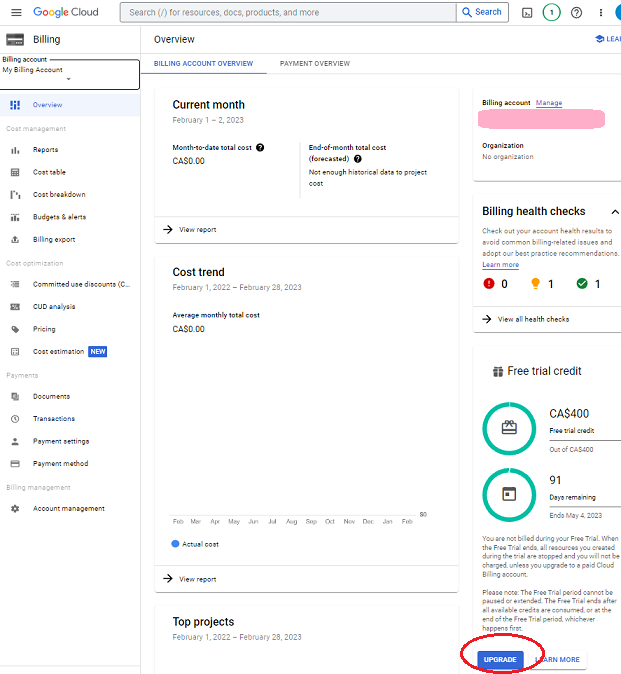 Google Cloud
Search (/) for resources, docs, products, and more
Search
1
Billing
Overview
LEAR
Billing account
My Billing Account
BILLING ACCOUNT OVERVIEW
PAYMENT OVERVIEW
Overview
Cost management
Reports
Cost table
Cost breakdown
Budgets & alerts
Billing export
Cost optimization
Committed use discounts (C...
CUD analysis
Pricing
Cost estimation NEW
Payments
Documents
Transactions
Payment settings
Payment method
Billing management
Account management
Current month
February 1 – 2, 2023
Month-to-date total cost
CA$0.00
End-of-month total cost
(forecasted)
Not enough historical data to project
cost
View report
Cost trend
February 1, 2022 – February 28, 2023
Average monthly total cost
CA$0.00
$0
Feb Mar Apr May Jun Jul Aug Sep Oct Nov Dec Jan Feb
Actual cost
View report
Top projects
February 1, 2022 – February 28, 2023
Billing account Manage
Organization
No organization
Billing health checks
Check out your account health results to
avoid common billing-related issues and
adopt our best practice recommendations.
Learn more
0 1 1
View all health checks
Free trial credit
CA$400
Free trial credit
Out of CA$400
91
Days remaining
Ends May 4, 2023
You are not billed during your Free Trial. When
the Free Trial ends, all resources you created
during the trial are stopped and you will not be
charged, unless you upgrade to a paid Cloud
Billing account.
Please note: The Free Trial period cannot be
paused or extended. The Free Trial ends after
all available credits are consumed, or at the
end of the Free Trial period, whichever
happens first.
UPGRADE
LEARN MORE